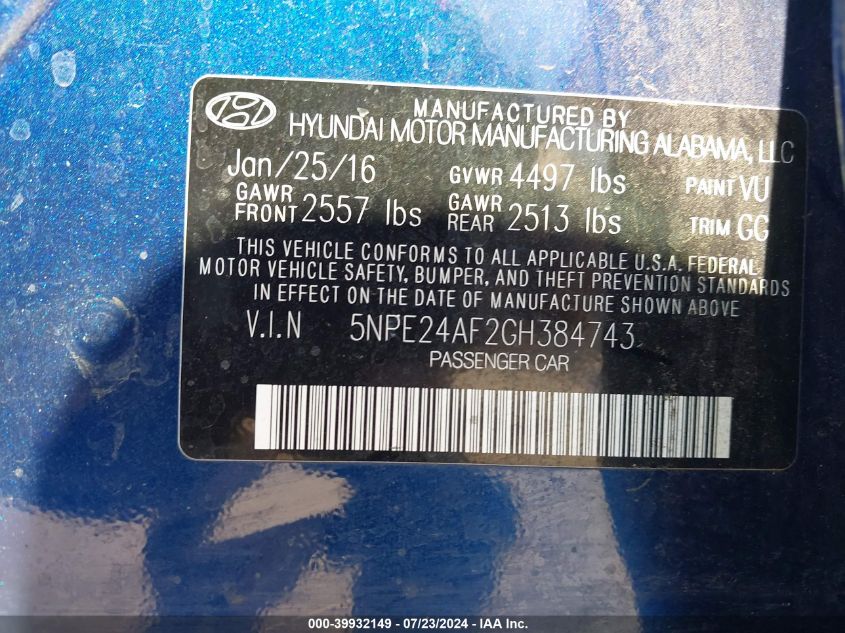 MANUFACTURED BY
HYUNDAI MOTOR MANUFACTURING ALABAMA, LLC
Jan/25/16 GVWR 4497 lbs PAINT VU
GAWR FRONT 2557 lbs GAWR REAR 2513 lbs TRIM GG
THIS VEHICLE CONFORMS TO ALL APPLICABLE U.S.A. FEDERAL
MOTOR VEHICLE SAFETY, BUMPER, AND THEFT PREVENTION STANDARDS
IN EFFECT ON THE DATE OF MANUFACTURE SHOWN ABOVE
V.I.N 5NPE24AF2GH384743
PASSENGER CAR
000-39932149 - 07/23/2024 - IAA Inc.